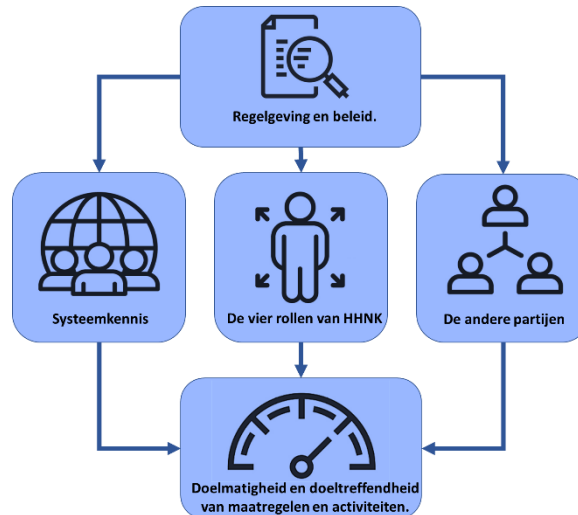 Regelgeving en beleid.
Systeemkennis
De vier rollen van HHNK
De andere partijen
Doelmatigheid en doeltreffendheid
van maatregelen en activiteiten.